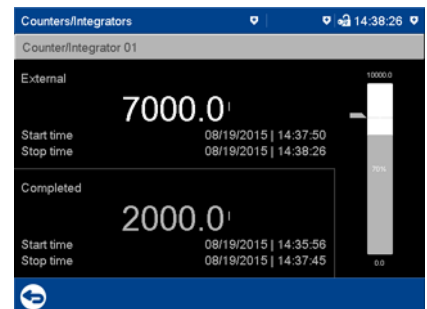 Counters/Integrators 14:38:26
Counter/Integrator 01
External
10000.0
7000.0 l
Start time 08/19/2015 | 14:37:50
Stop time 08/19/2015 | 14:38:26
70%
Completed
2000.0 l
Start time 08/19/2015 | 14:35:56
Stop time 08/19/2015 | 14:37:45
0.0